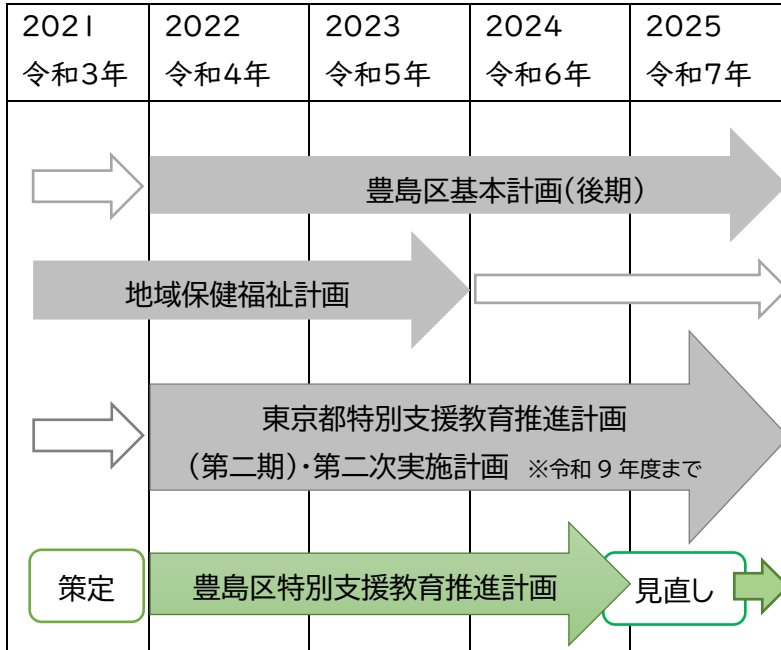 2021 2022 2023 2024 2025
令和3年 令和4年 令和5年 令和6年 令和7年
豊島区基本計画(後期)
地域保健福祉計画
東京都特別支援教育推進計画
(第二期)・第二次実施計画 ※令和9年度まで
策定 豊島区特別支援教育推進計画 見直し